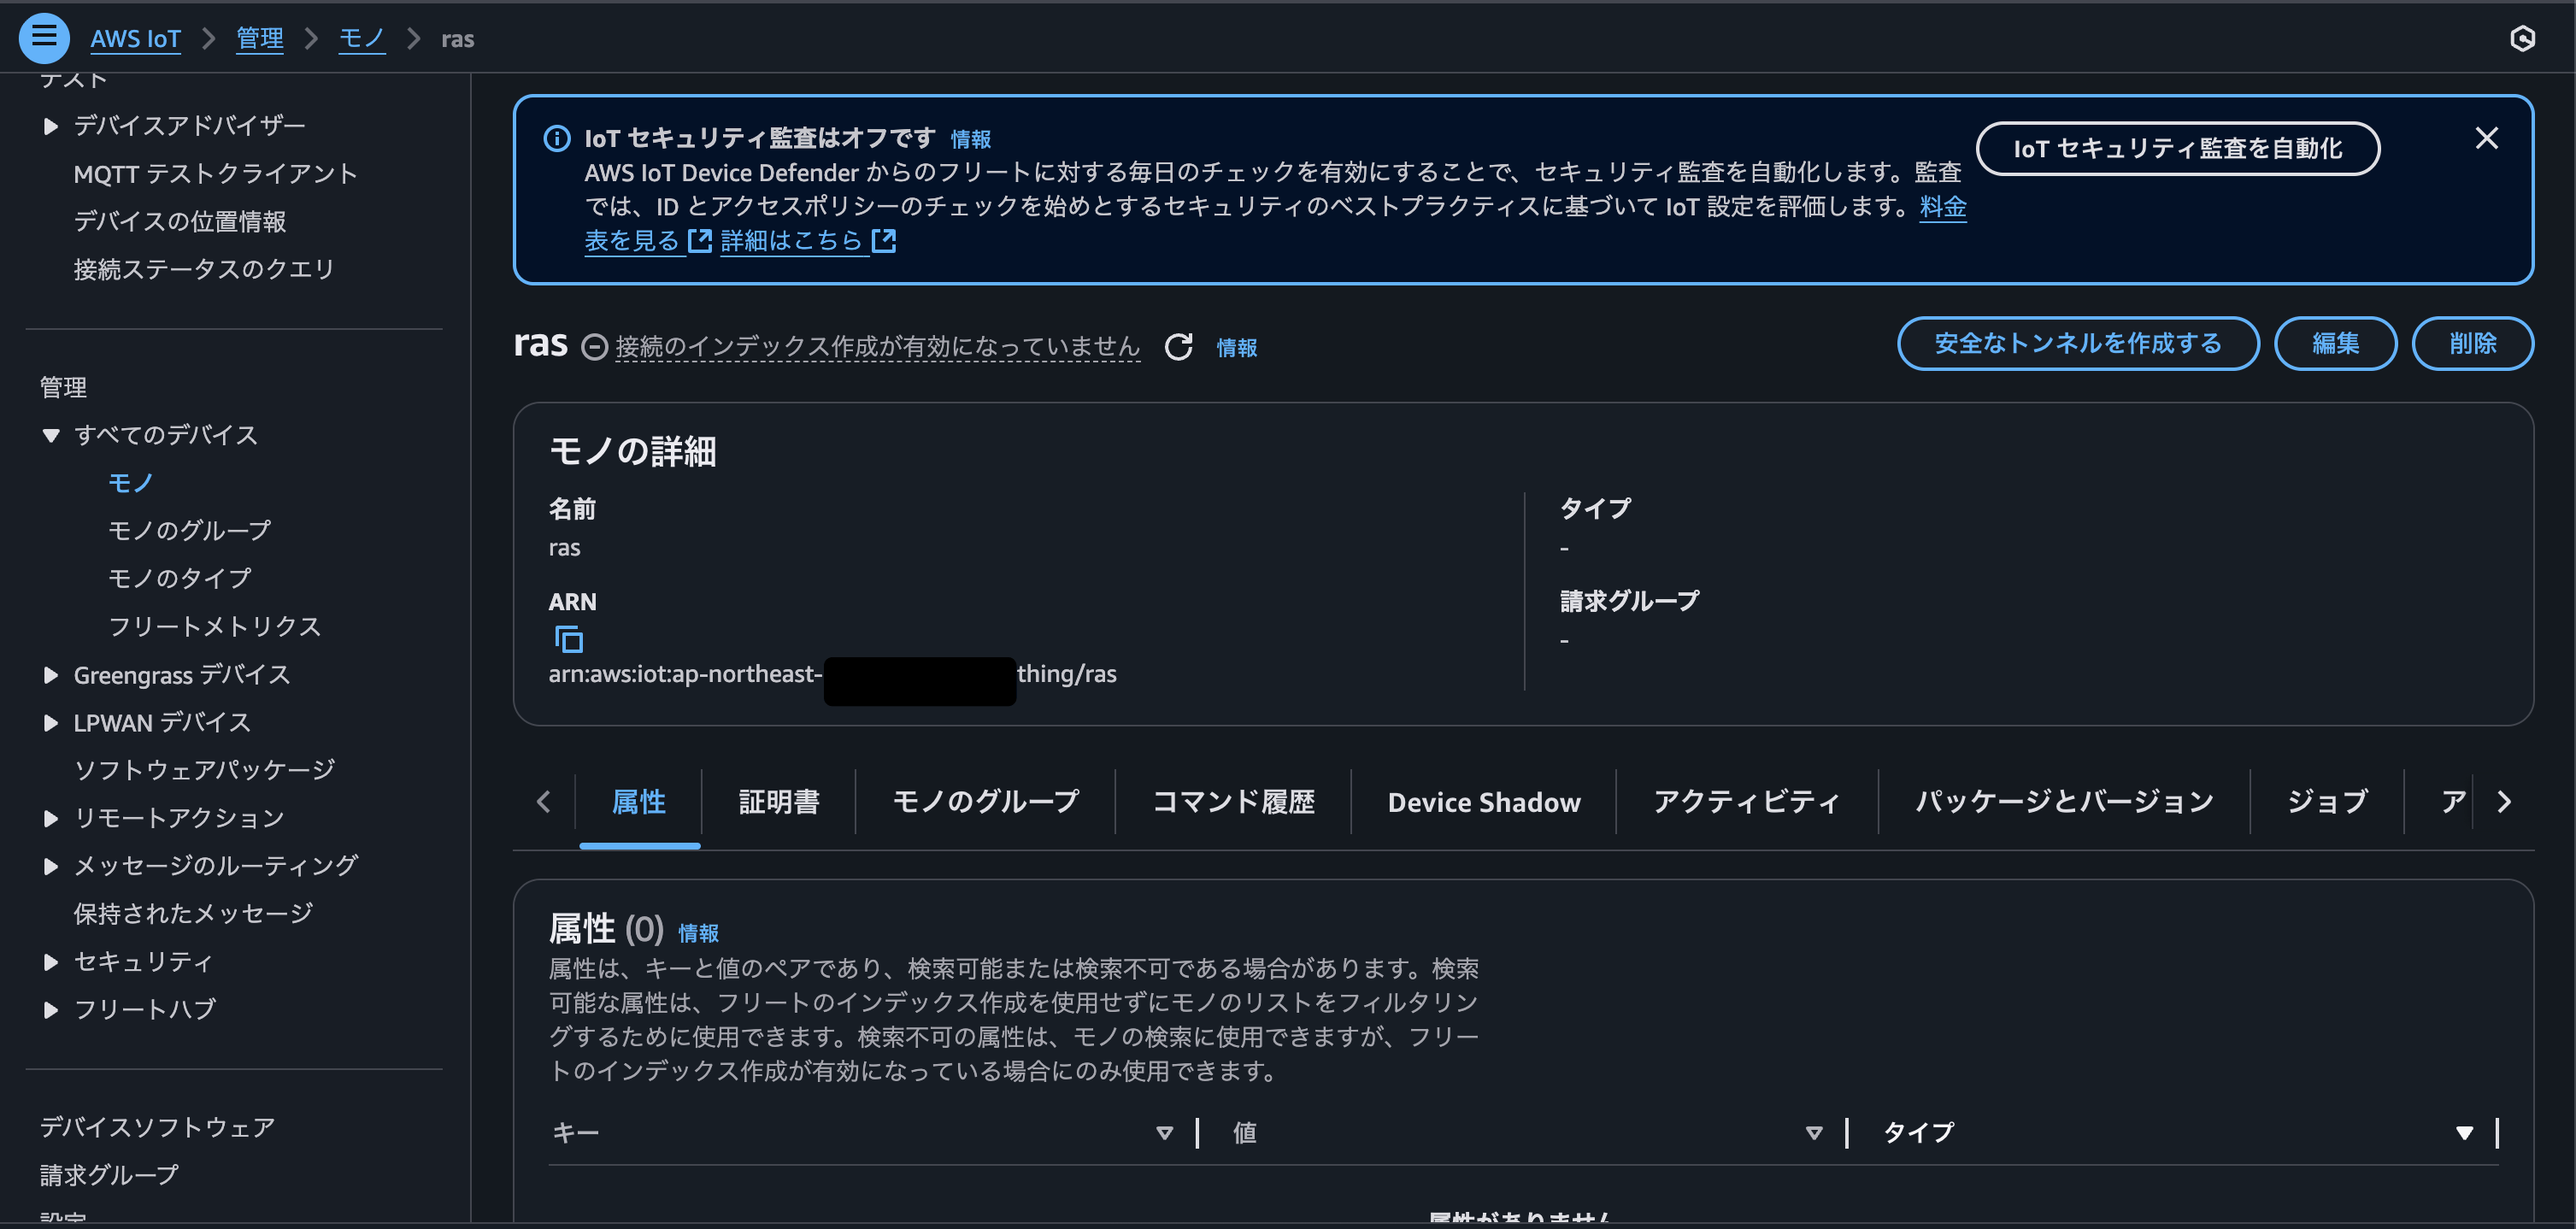 AWS IoT > 管理 > モノ > ras
テスト
デバイスアドバイザー
MQTT テストクライアント
デバイスの位置情報
接続ステータスのクエリ
管理
すべてのデバイス
モノ
モノのグループ
モノのタイプ
フリートメトリクス
Greengrass デバイス
LPWAN デバイス
ソフトウェアパッケージ
リモートアクション
メッセージのルーティング
保持されたメッセージ
セキュリティ
フリートハブ
デバイスソフトウェア
請求グループ
設定
IoT セキュリティ監査はオフです 情報
AWS IoT Device Defender からのフリートに対する毎日のチェックを有効にすることで、セキュリティ監査を自動化します。監査
では、ID とアクセスポリシーのチェックを始めとするセキュリティのベストプラクティスに基づいて IoT 設定を評価します。料金
表を見る 詳細はこちら
IoT セキュリティ監査を自動化
ras 接続のインデックス作成が有効になっていません 情報
安全なトンネルを作成する 編集 削除
モノの詳細
名前
ras
ARN
arn:aws:iot:ap-northeast- thing/ras
タイプ
-
請求グループ
-
属性 証明書 モノのグループ コマンド履歴 Device Shadow アクティビティ パッケージとバージョン ジョブ ア
属性 (0) 情報
属性は、キーと値のペアであり、検索可能または検索不可である場合があります。検索
可能な属性は、フリートのインデックス作成を使用せずにモノのリストをフィルタリン
グするために使用できます。検索不可の属性は、モノの検索に使用できますが、フリー
トのインデックス作成が有効になっている場合にのみ使用できます。
キー 値 タイプ
属性がありません